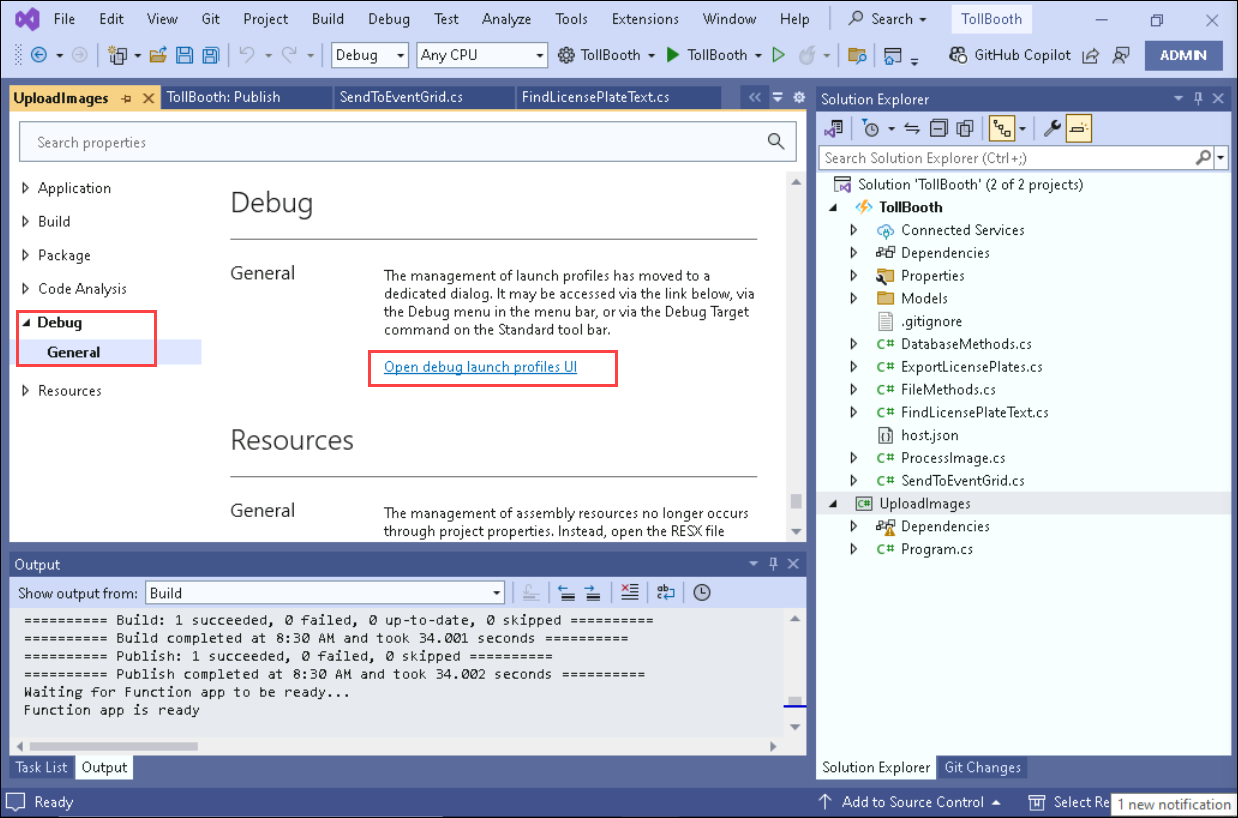 File Edit View Git Project Build Debug Test Analyze Tools Extensions Window Help Search TollBooth
Debug Any CPU TollBooth TollBooth GitHub Copilot ADMIN
UploadImages TollBooth: Publish SendToEventGrid.cs FindLicensePlateText.cs
Search properties
Application
Build
Package
Code Analysis
Debug
General
Resources
Debug
General
The management of launch profiles has moved to a
dedicated dialog. It may be accessed via the link below, via
the Debug menu in the menu bar, or via the Debug Target
command on the Standard tool bar.
Open debug launch profiles UI
Resources
General
The management of assembly resources no longer occurs
through project properties. Instead, open the RESX file
Output
Show output from: Build
========== Build: 1 succeeded, 0 failed, 0 up-to-date, 0 skipped ==========
========== Build completed at 8:30 AM and took 34.001 seconds ==========
========== Publish: 1 succeeded, 0 failed, 0 skipped ==========
========== Publish completed at 8:30 AM and took 34.002 seconds ==========
Waiting for Function app to be ready...
Function app is ready
Task List Output
Solution Explorer
Search Solution Explorer (Ctrl+;)
Solution 'TollBooth' (2 of 2 projects)
TollBooth
Connected Services
Dependencies
Properties
Models
.gitignore
C# DatabaseMethods.cs
C# ExportLicensePlates.cs
C# FileMethods.cs
C# FindLicensePlateText.cs
host.json
C# ProcessImage.cs
C# SendToEventGrid.cs
C# UploadImages
Dependencies
C# Program.cs
Solution Explorer Git Changes
Ready Add to Source Control Select Re
1 new notification